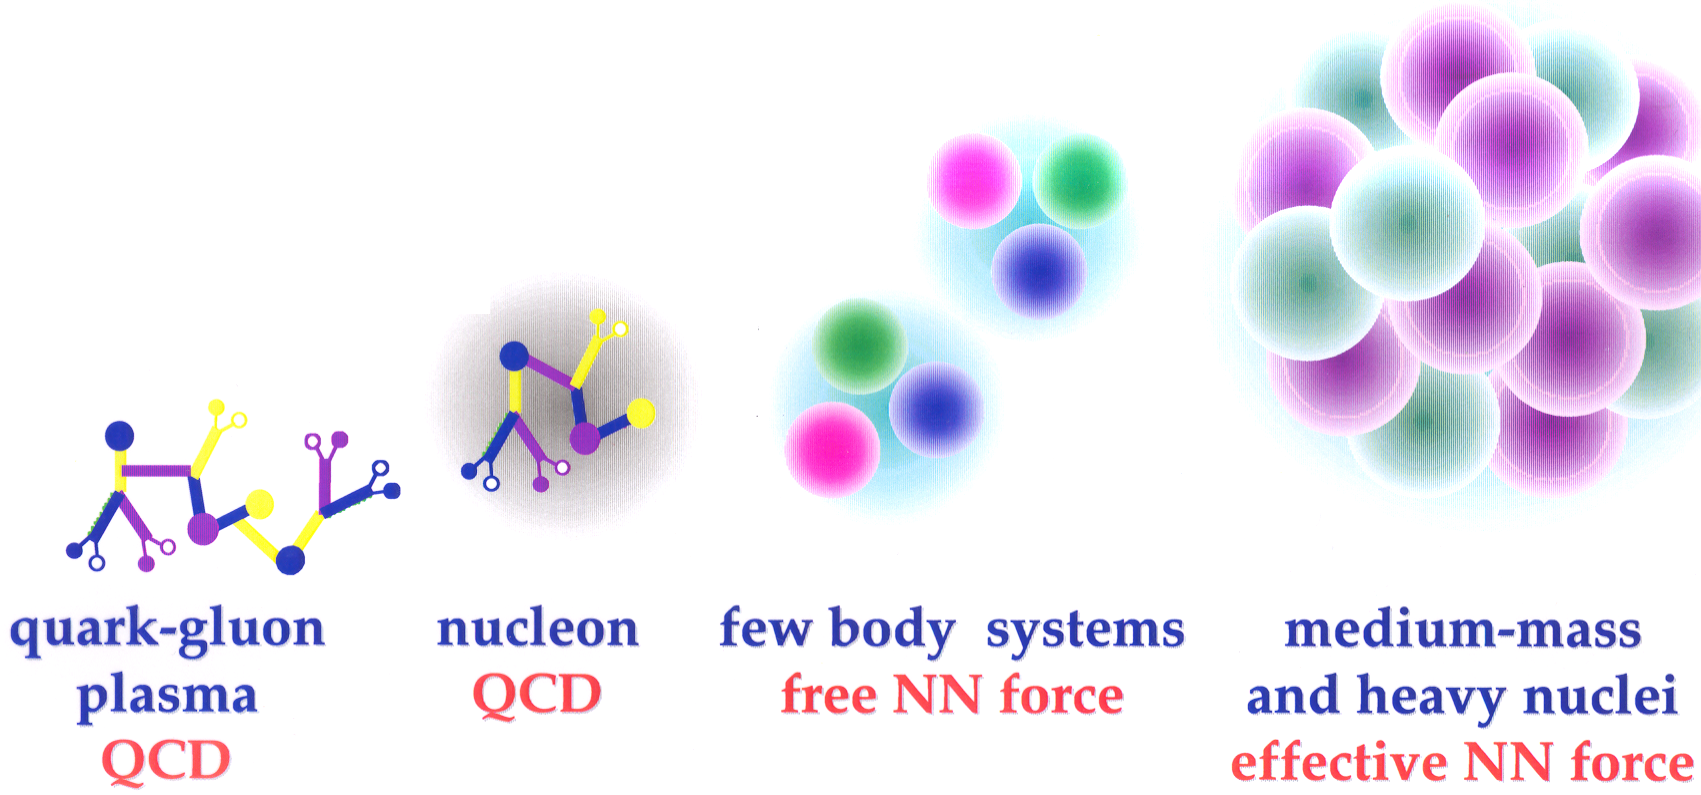 quark-gluon
plasma
QCD
nucleon
QCD
few body systems
free NN force
medium-mass
and heavy nuclei
effective NN force